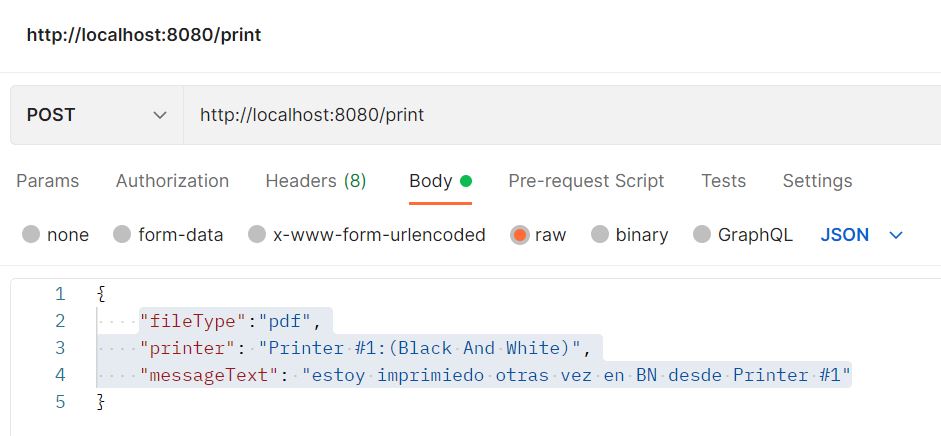 http://localhost:8080/print
POST http://localhost:8080/print
Params Authorization Headers (8) Body Pre-request Script Tests Settings
none form-data x-www-form-urlencoded raw binary GraphQL JSON
1 {
2 "fileType":"pdf",
3 "printer": "Printer #1:(Black And White)",
4 "messageText": "estoy imprimiedo otras vez en BN desde Printer #1"
5 }